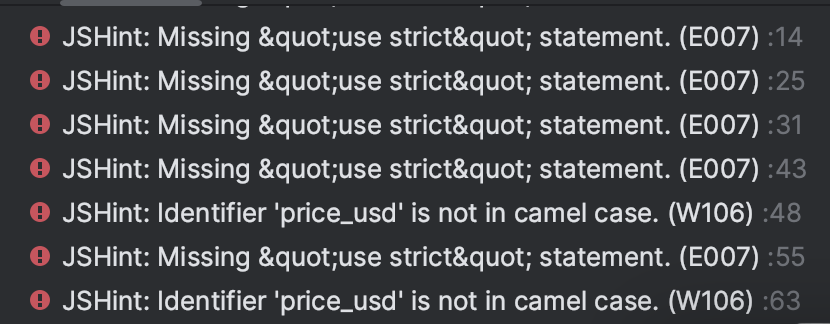 JSHint: Missing &quot;use strict&quot; statement. (E007) :14
JSHint: Missing &quot;use strict&quot; statement. (E007) :25
JSHint: Missing &quot;use strict&quot; statement. (E007) :31
JSHint: Missing &quot;use strict&quot; statement. (E007) :43
JSHint: Identifier 'price_usd' is not in camel case. (W106) :48
JSHint: Missing &quot;use strict&quot; statement. (E007) :55
JSHint: Identifier 'price_usd' is not in camel case. (W106) :63